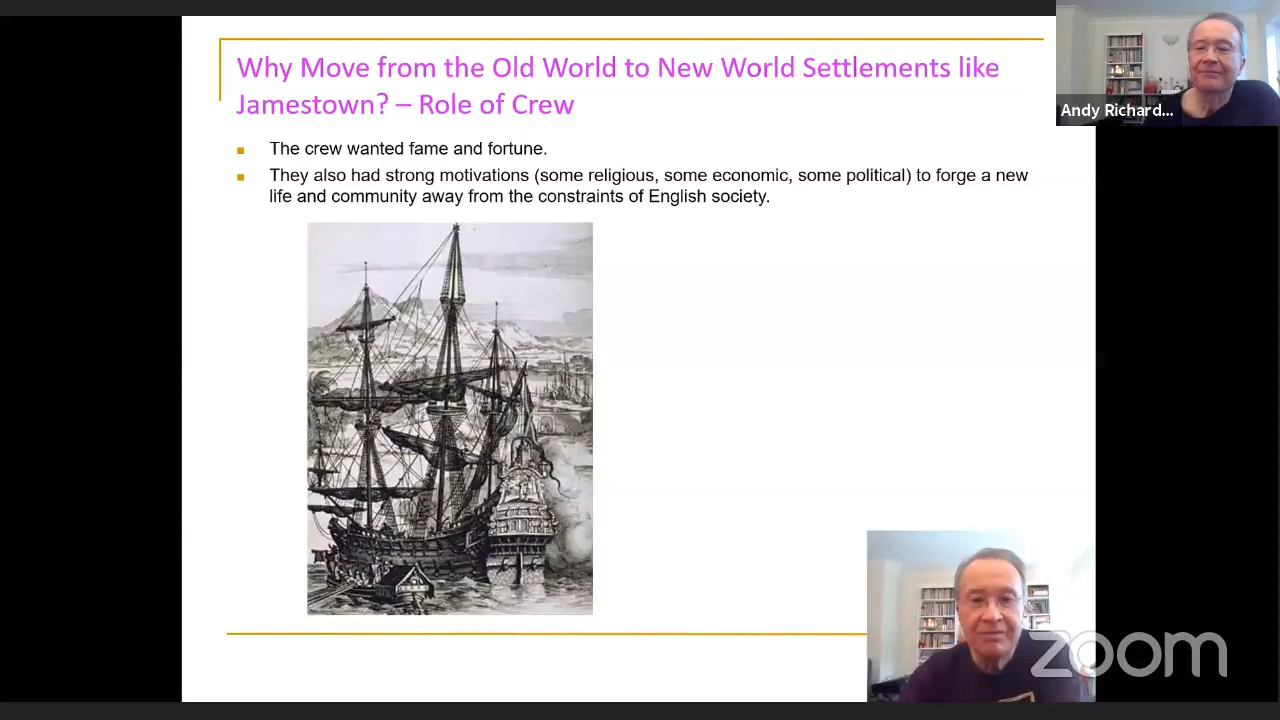 Why Move from the Old World to New World Settlements like
Jamestown? – Role of Crew
The crew wanted fame and fortune.
They also had strong motivations (some religious, some economic, some political) to forge a new
life and community away from the constraints of English society.
Andy Richard...
zoom